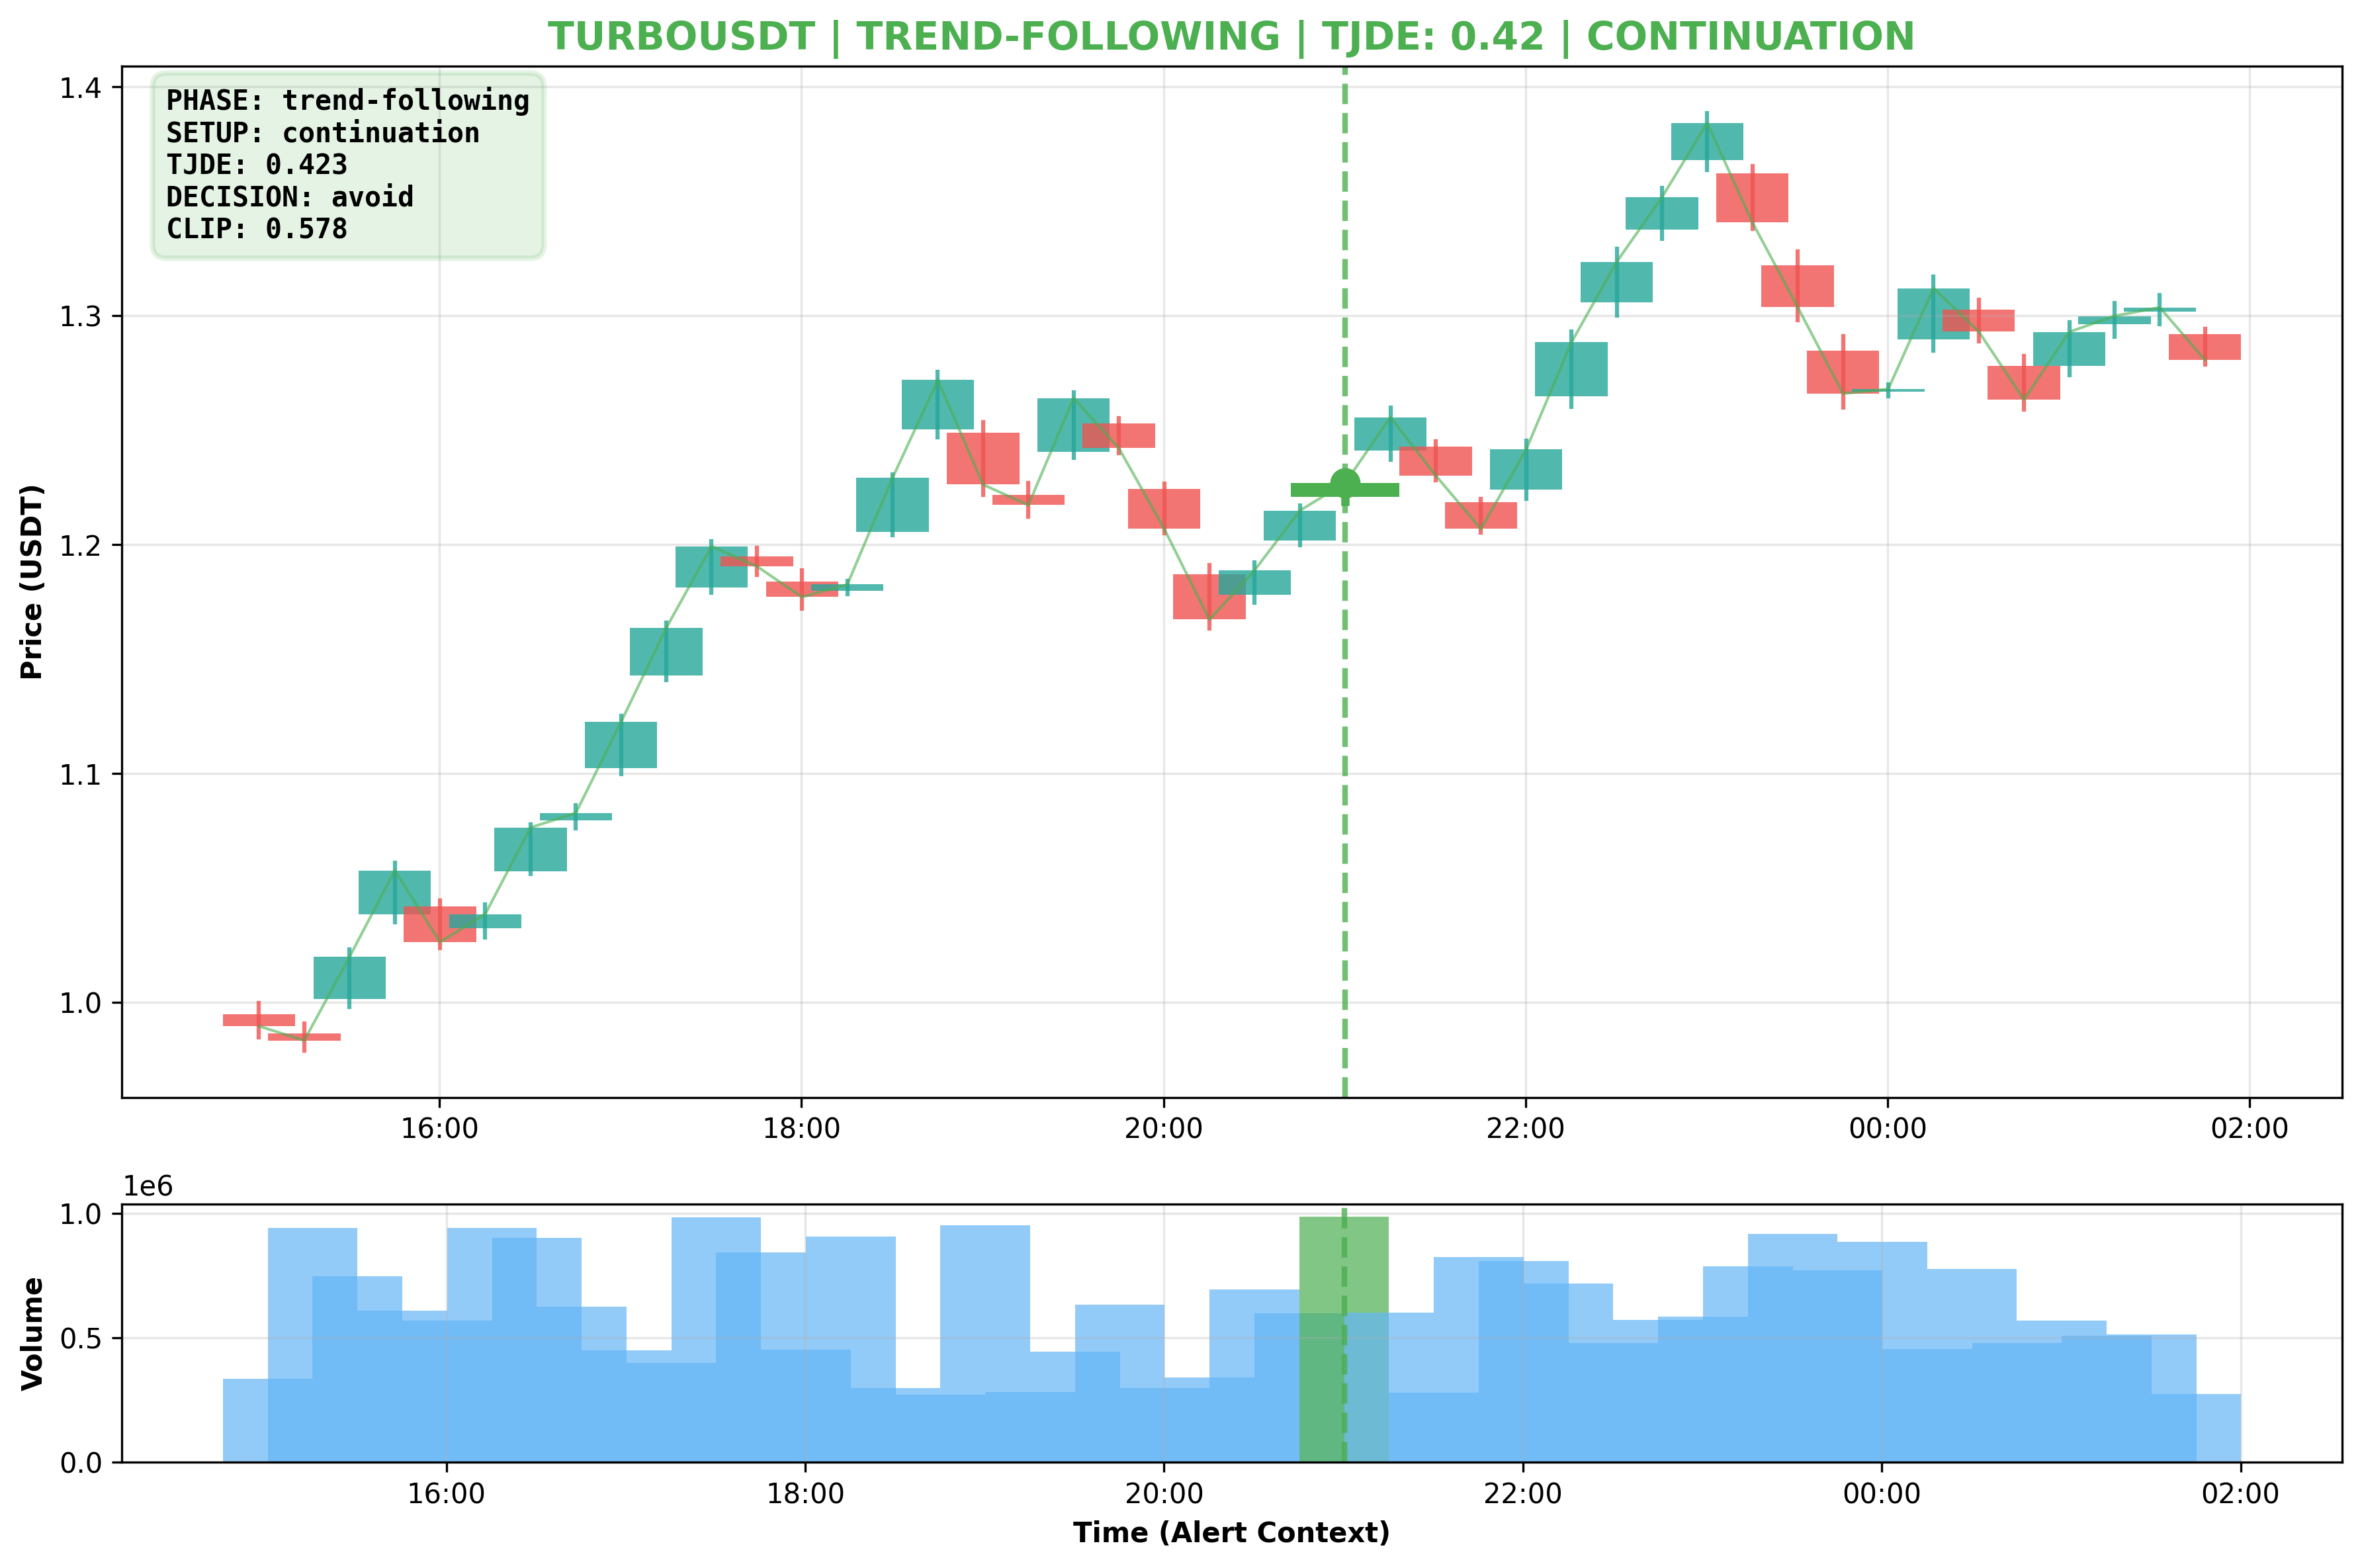 TURBOUSDT | TREND-FOLLOWING | TJDE: 0.42 | CONTINUATION
PHASE: trend-following
SETUP: continuation
TJDE: 0.423
DECISION: avoid
CLIP: 0.578
Price (USDT)
1.4
1.3
1.2
1.1
1.0
16:00 18:00 20:00 22:00 00:00 02:00
1e6
Volume
1.0
0.5
0.0
16:00 18:00 20:00 22:00 00:00 02:00
Time (Alert Context)